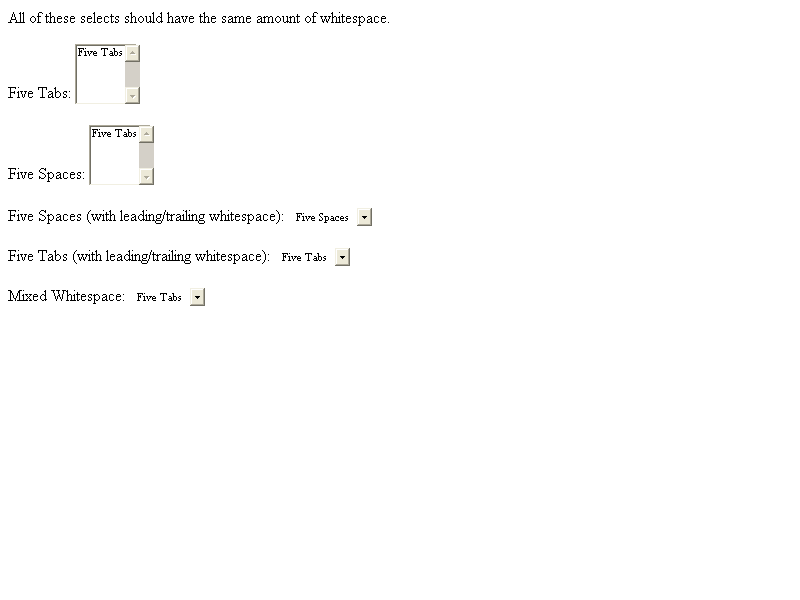 All of these selects should have the same amount of whitespace.
Five Tabs
Five Tabs:
Five Tabs
Five Spaces:
Five Spaces (with leading/trailing whitespace): Five Spaces
Five Tabs (with leading/trailing whitespace): Five Tabs
Mixed Whitespace: Five Tabs